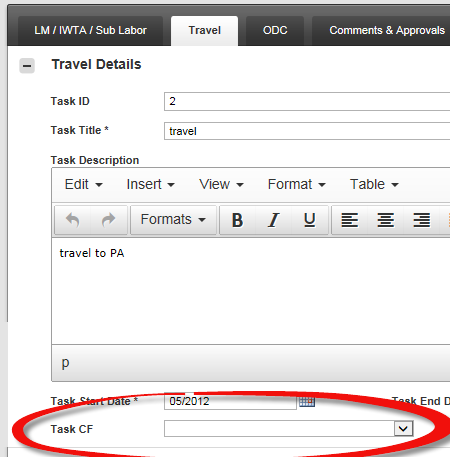 LM / IWTA / Sub Labor Travel ODC Comments & Approvals
Travel Details
Task ID 2
Task Title * travel
Task Description
Edit Insert View Format Table
Formats B I
travel to PA
p
Task Start Date * 05/2012 Task End D
Task CF